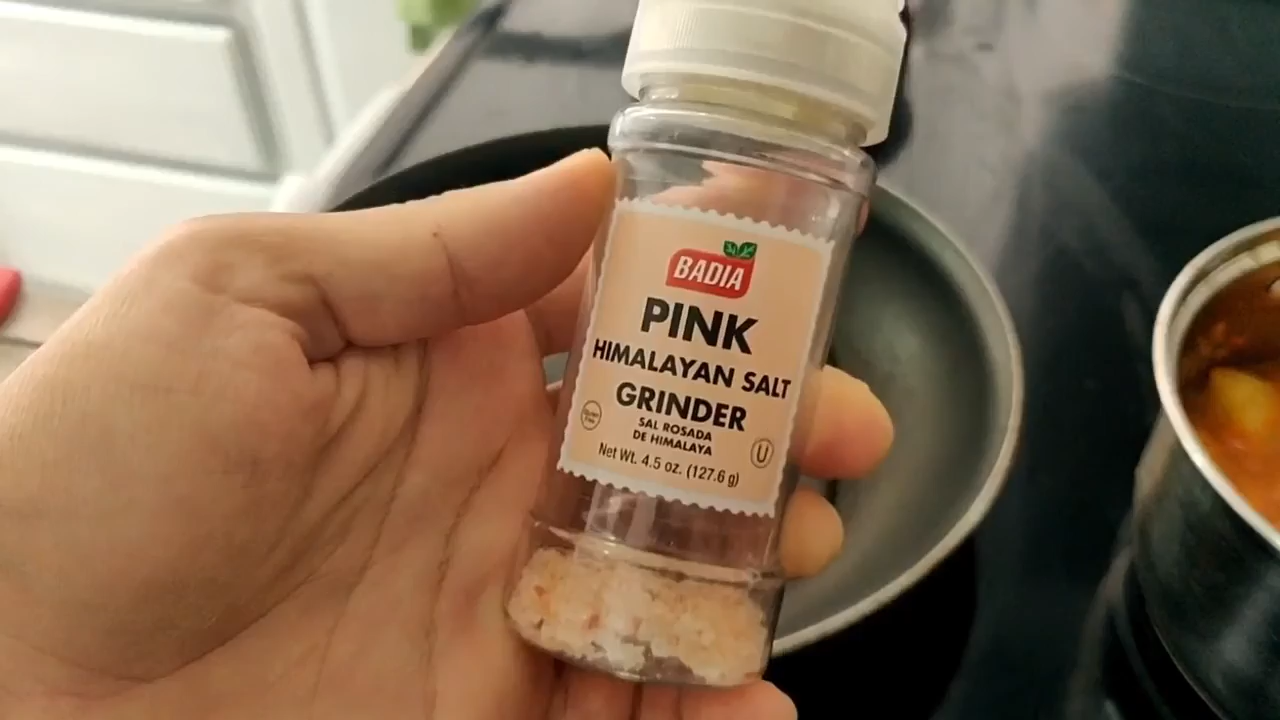 BADIA
PINK
HIMALAYAN SALT
GRINDER
SAL ROSADA
DE HIMALAYA
Net Wt. 4.5 oz. (127.6 g)
U